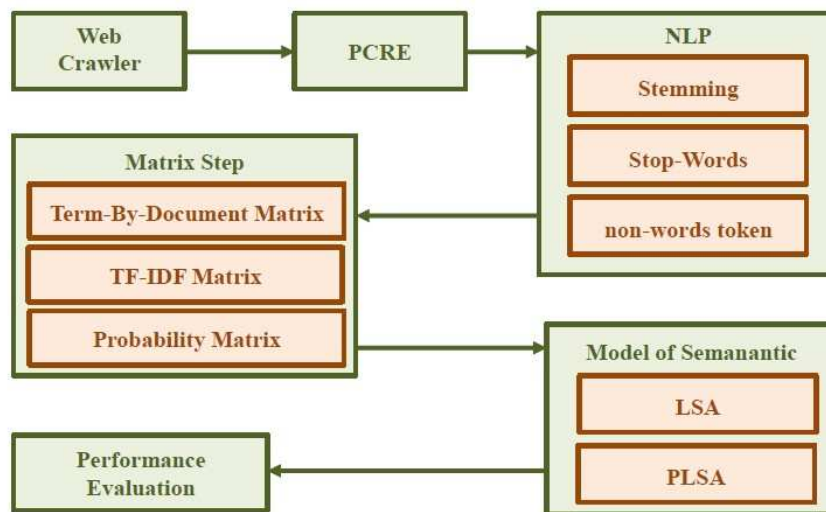 Web
Crawler
PCRE
NLP
Stemming
Stop-Words
non-words token
Matrix Step
Term-By-Document Matrix
TF-IDF Matrix
Probability Matrix
Model of Semanantic
LSA
PLSA
Performance
Evaluation